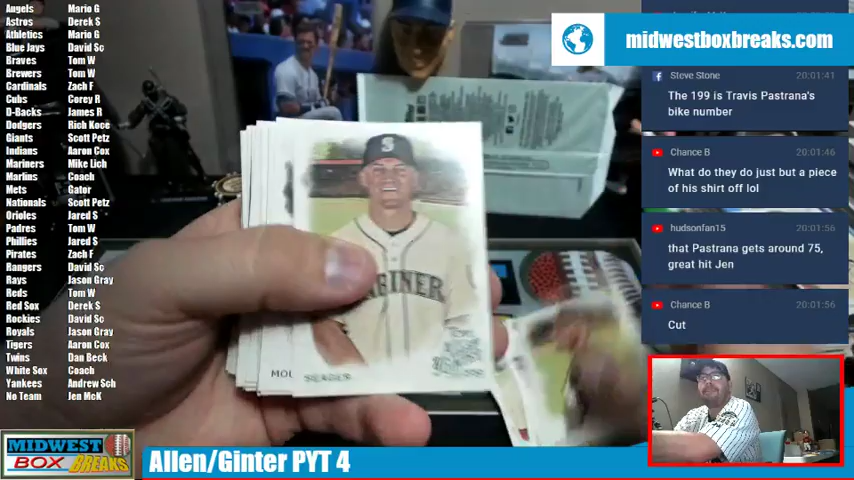 Angels Mario G
Astros Derek S
Athletics Mario G
Blue Jays David Sc
Braves Tom W
Brewers Tom W
Cardinals Zach F
Cubs Corey R
D-Backs James R
Dodgers Rich Koce
Giants Scott Petz
Indians Aaron Cox
Mariners Mike Lich
Marlins Coach
Mets Gator
Nationals Scott Petz
Orioles Jared S
Padres Tom W
Phillies Jared S
Pirates Zach F
Rangers David Sc
Rays Jason Gray
Reds Tom W
Red Sox Derek S
Rockies David Sc
Royals Jason Gray
Tigers Aaron Cox
Twins Dan Beck
White Sox Coach
Yankees Andrew Sch
No Team Jen McK
midwestboxbreaks.com
Steve Stone 20:01:41
The 199 is Travis Pastrana's
bike number
Chance B 20:01:46
What do they do just but a piece
of his shirt off lol
hudsonfan15 20:01:56
that Pastrana gets around 75,
great hit Jen
Chance B 20:01:56
Cut
S
ARINER
MOL
SEAGER
MIDWEST
BOX BREAKS
Allen/Ginter PYT 4